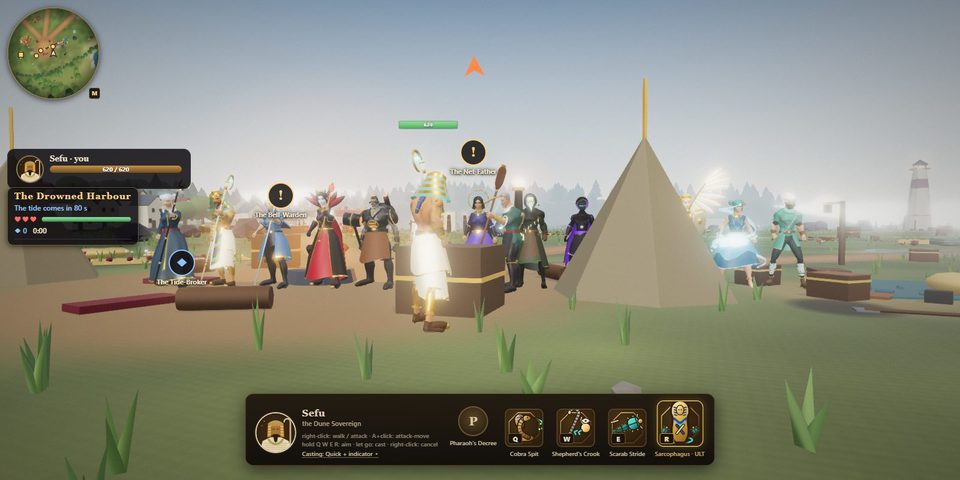 M
Sefu · you
620 / 620
The Drowned Harbour
The tide comes in 80 s
0 0:00
620
!
The Net-Father
!
The Bell-Warden
The Tide-Broker
Sefu
the Dune Sovereign
right-click: walk / attack · A+click: attack-move
hold Q W E R: aim · let go: cast · right-click: cancel
Casting: Quick + indicator
P
Pharaoh's Decree
Q
Cobra Spit
W
Shepherd's Crook
E
Scarab Stride
R
Sarcophagus · ULT